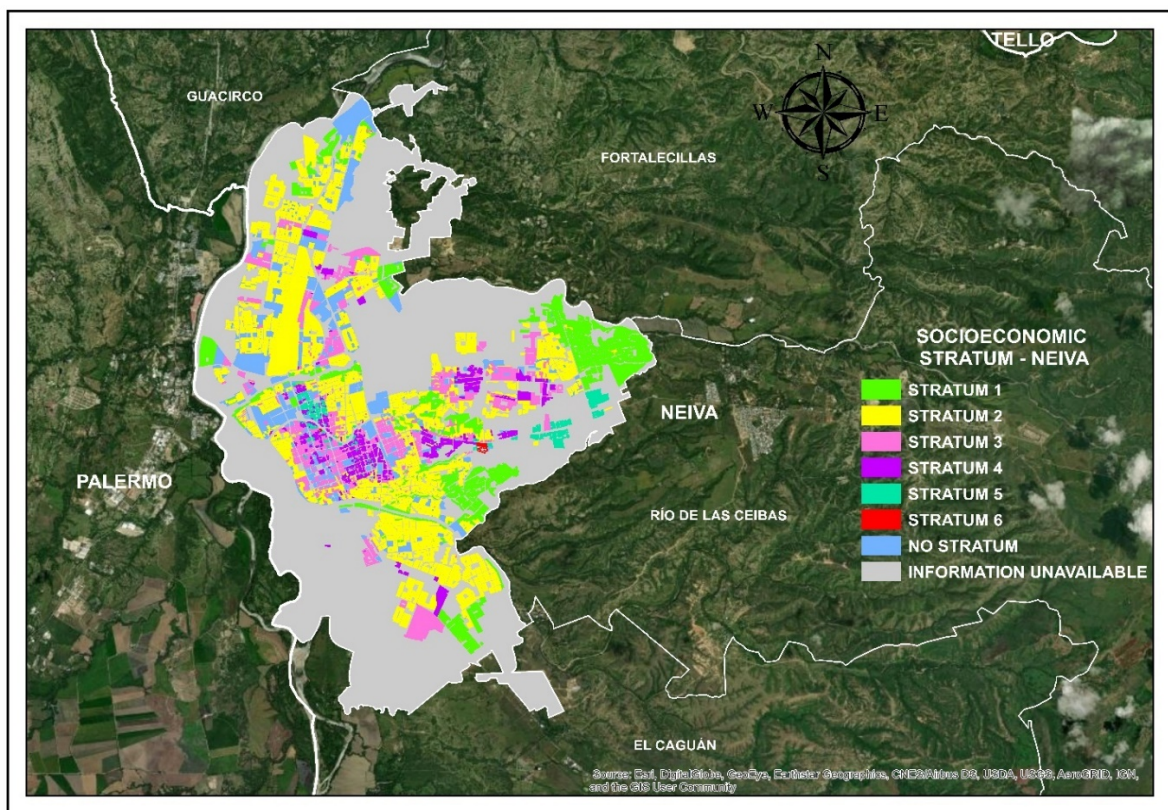 TELLO
N
GUACIRCO
W
E
FORTALECILLAS
S
SOCIOECONOMIC
STRATUM - NEIVA
STRATUM 1
STRATUM 2
NEIVA
STRATUM 3
STRATUM 4
PALERMO
STRATUM 5
RÍO DE LAS CEIBAS
STRATUM 6
NO STRATUM
INFORMATION UNAVAILABLE
EL CAGUÁN
Source: Esri, DigitalGlobe, GeoEye, Earthstar Geographics, CNES/Airbus DS, USDA, USGS, AeroGRID, IGN,
and the GIS User Community